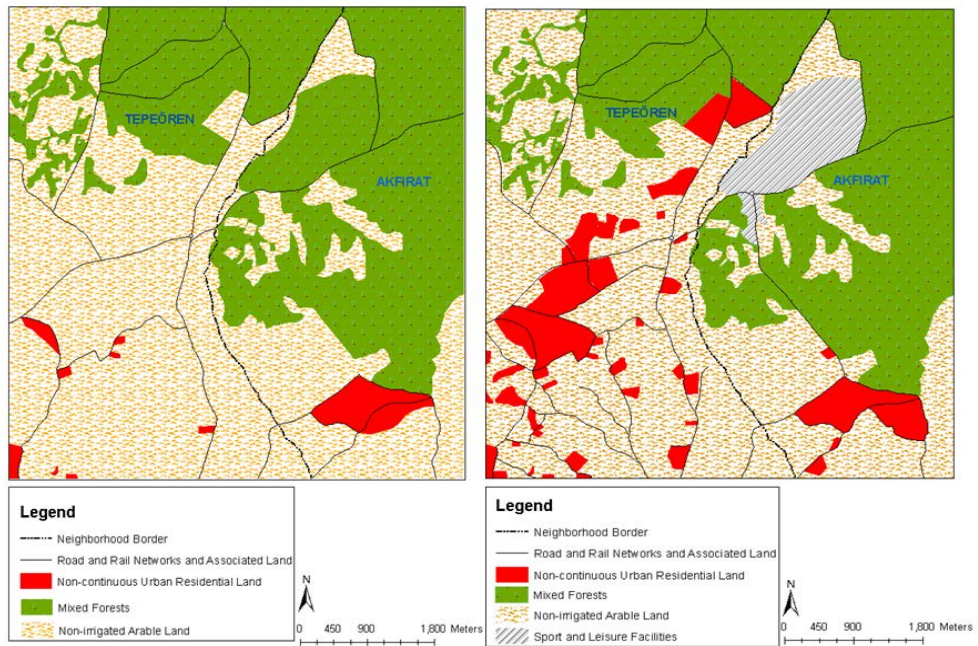 TEPEÖREN
AKFIRAT
Legend
Neighborhood Border
Road and Rail Networks and Associated Land
Non-continuous Urban Residential Land
Mixed Forests
Non-irrigated Arable Land
N
0 450 900 1,800 Meters
TEPEÖREN
AKFIRAT
Legend
Neighborhood Border
Road and Rail Networks and Associated Land
Non-continuous Urban Residential Land
Mixed Forests
Non-irrigated Arable Land
Sport and Leisure Facilities
N
0 450 900 1,800 Meters